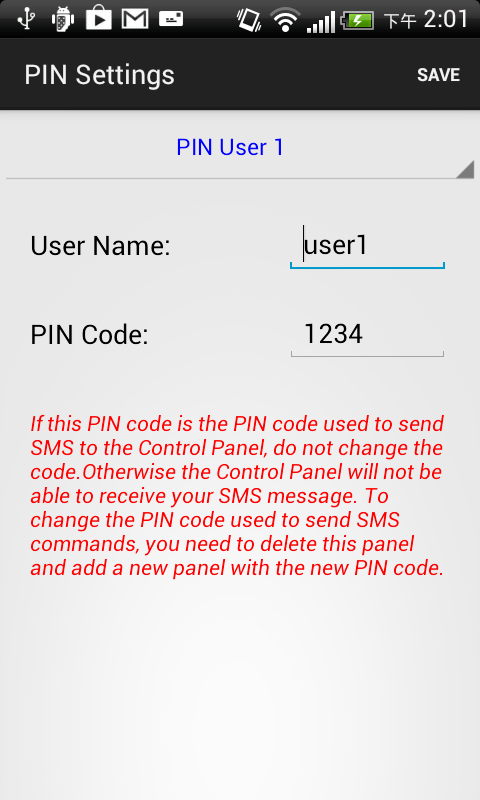 下午 2:01
PIN Settings
SAVE
PIN User 1
User Name:
user1
PIN Code:
1234
If this PIN code is the PIN code used to send
SMS to the Control Panel, do not change the
code.Otherwise the Control Panel will not be
able to receive your SMS message. To
change the PIN code used to send SMS
commands, you need to delete this panel
and add a new panel with the new PIN code.